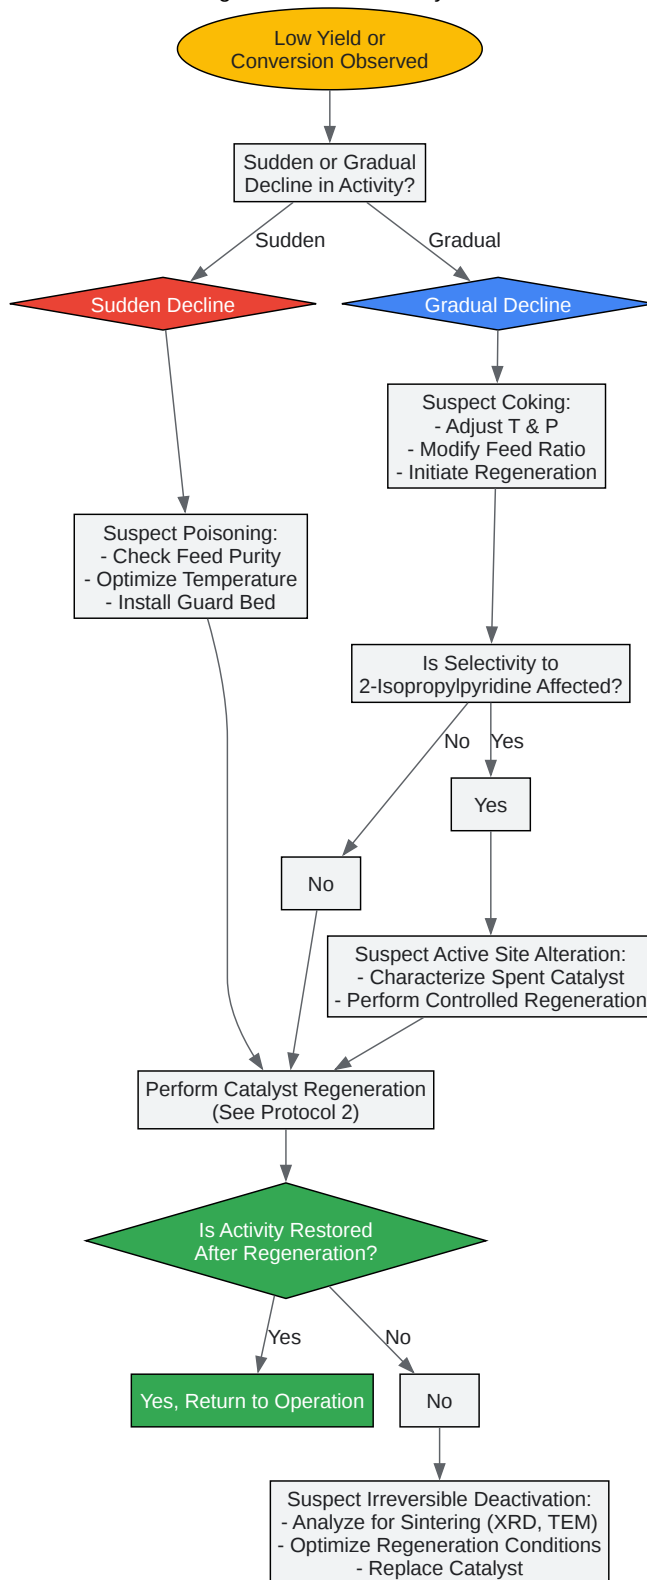 Low Yield or
Conversion Observed
Sudden or Gradual
Decline in Activity?
Sudden
Gradual
Sudden Decline
Gradual Decline
Suspect Coking:
- Adjust T & P
- Modify Feed Ratio
- Initiate Regeneration
Suspect Poisoning:
- Check Feed Purity
- Optimize Temperature
- Install Guard Bed
Is Selectivity to
2-Isopropylpyridine Affected?
No
Yes
Yes
No
Suspect Active Site Alteration:
- Characterize Spent Catalyst
- Perform Controlled Regeneration
Perform Catalyst Regeneration
(See Protocol 2)
Is Activity Restored
After Regeneration?
Yes
No
Yes, Return to Operation
No
Suspect Irreversible Deactivation:
- Analyze for Sintering (XRD, TEM)
- Optimize Regeneration Conditions
- Replace Catalyst